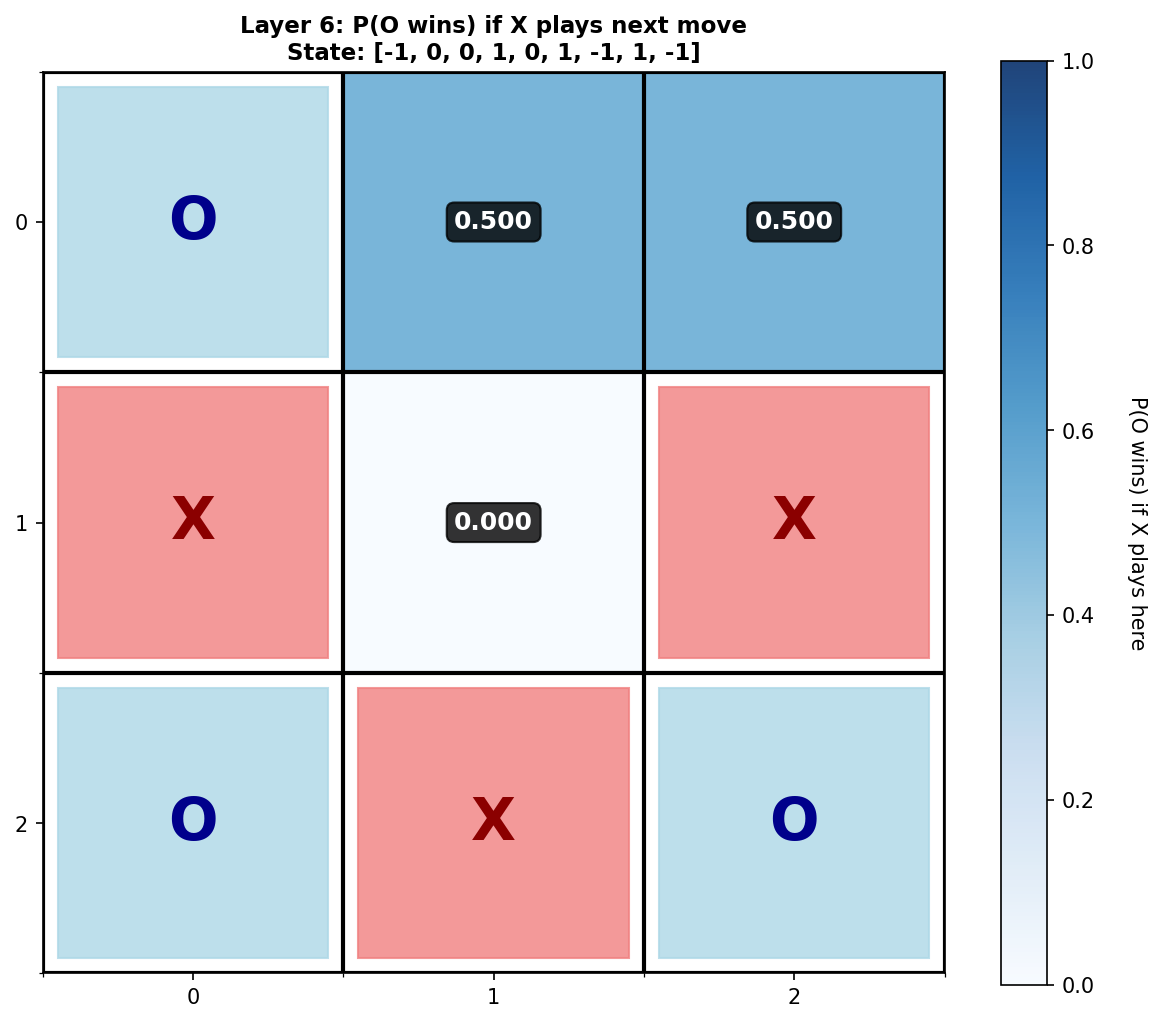 Layer 6: P(O wins) if X plays next move
State: [-1, 0, 0, 1, 0, 1, -1, 1, -1]
0
O
0.500
0.500
1
X
0.000
X
2
O
X
O
0
1
2
1.0
0.8
0.6
0.4
0.2
0.0
P(O wins) if X plays here